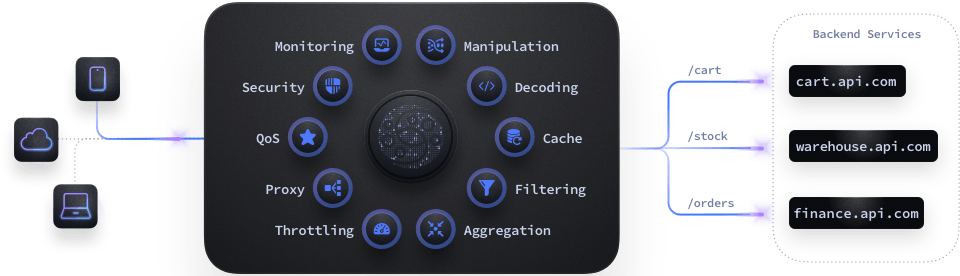 Monitoring
Manipulation
Security
Decoding
QoS
Cache
Proxy
Filtering
Throttling
Aggregation
/cart
/stock
/orders
Backend Services
cart.api.com
warehouse.api.com
finance.api.com